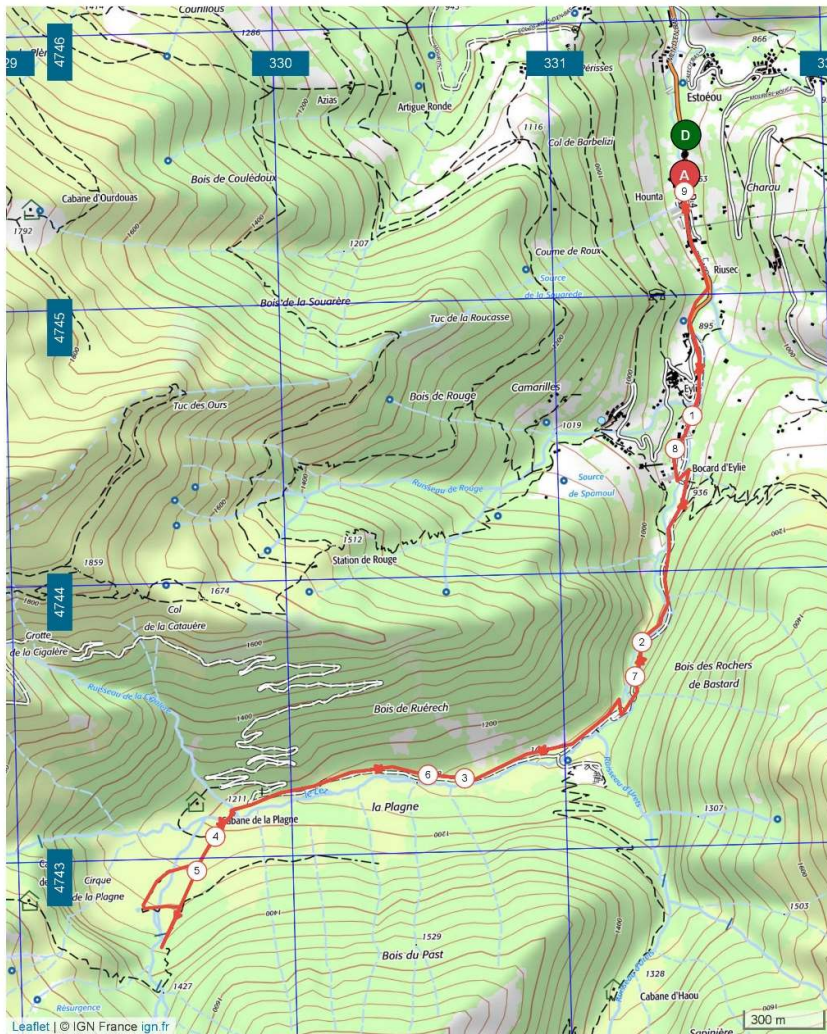 Courillous
1286
866
4746
29
330
331
Périsses
Estoéou
Azias
Artigue Ronde
D
1116
Col de Barbelizi
Bois de Coulédoux
A
9
Cabane d'Ourdouas
Hounta
Charau
1792
1207
Coume de Roux
Riusec
Source
de la Souarede
Bois de la Souarère
4745
Tuc de la Roucasse
895
Bois de Rouge
Camarilles
Tuc des Ours
1
1019
8
Bocard d'Eylie
Ruisseau de Rouge
Source
de Spamoul
936
1512
1859
Station de Rouge
1674
4744
Col
de la Catauère
Grotte
de la Cigalère
2
Bois des Rochers
de Bastard
7
Bois de Ruérech
6
3
le Lez
1211
la Plagne
1307
Cabane de la Plagne
4
5
4743
Cirque
de la Plagne
1503
1529
Bois du Past
1427
1328
Cabane d'Haou
Résurgence
Sapinière
300 m
Leaflet | © IGN France ign.fr